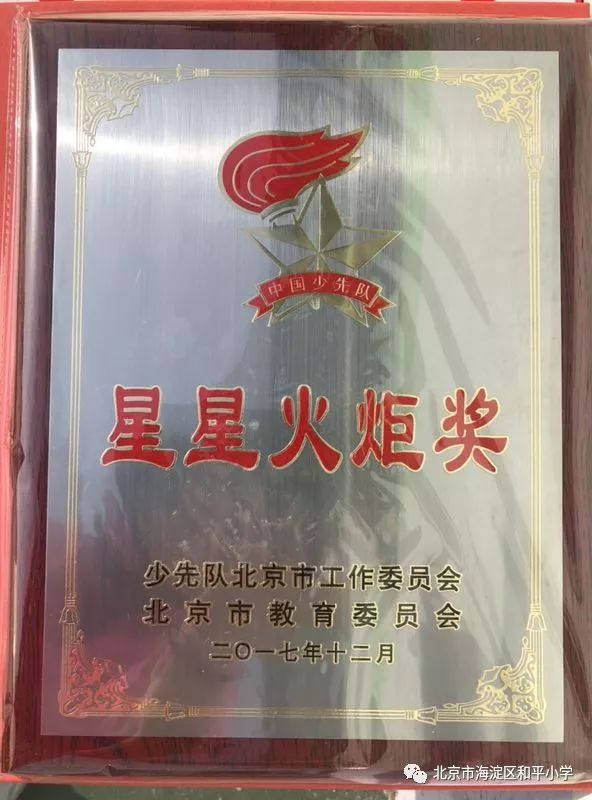 中国少先队
星星火炬奖
少先队北京市工作委员会
北京市教育委员会
二〇一七年十二月
北京市海淀区和平小学